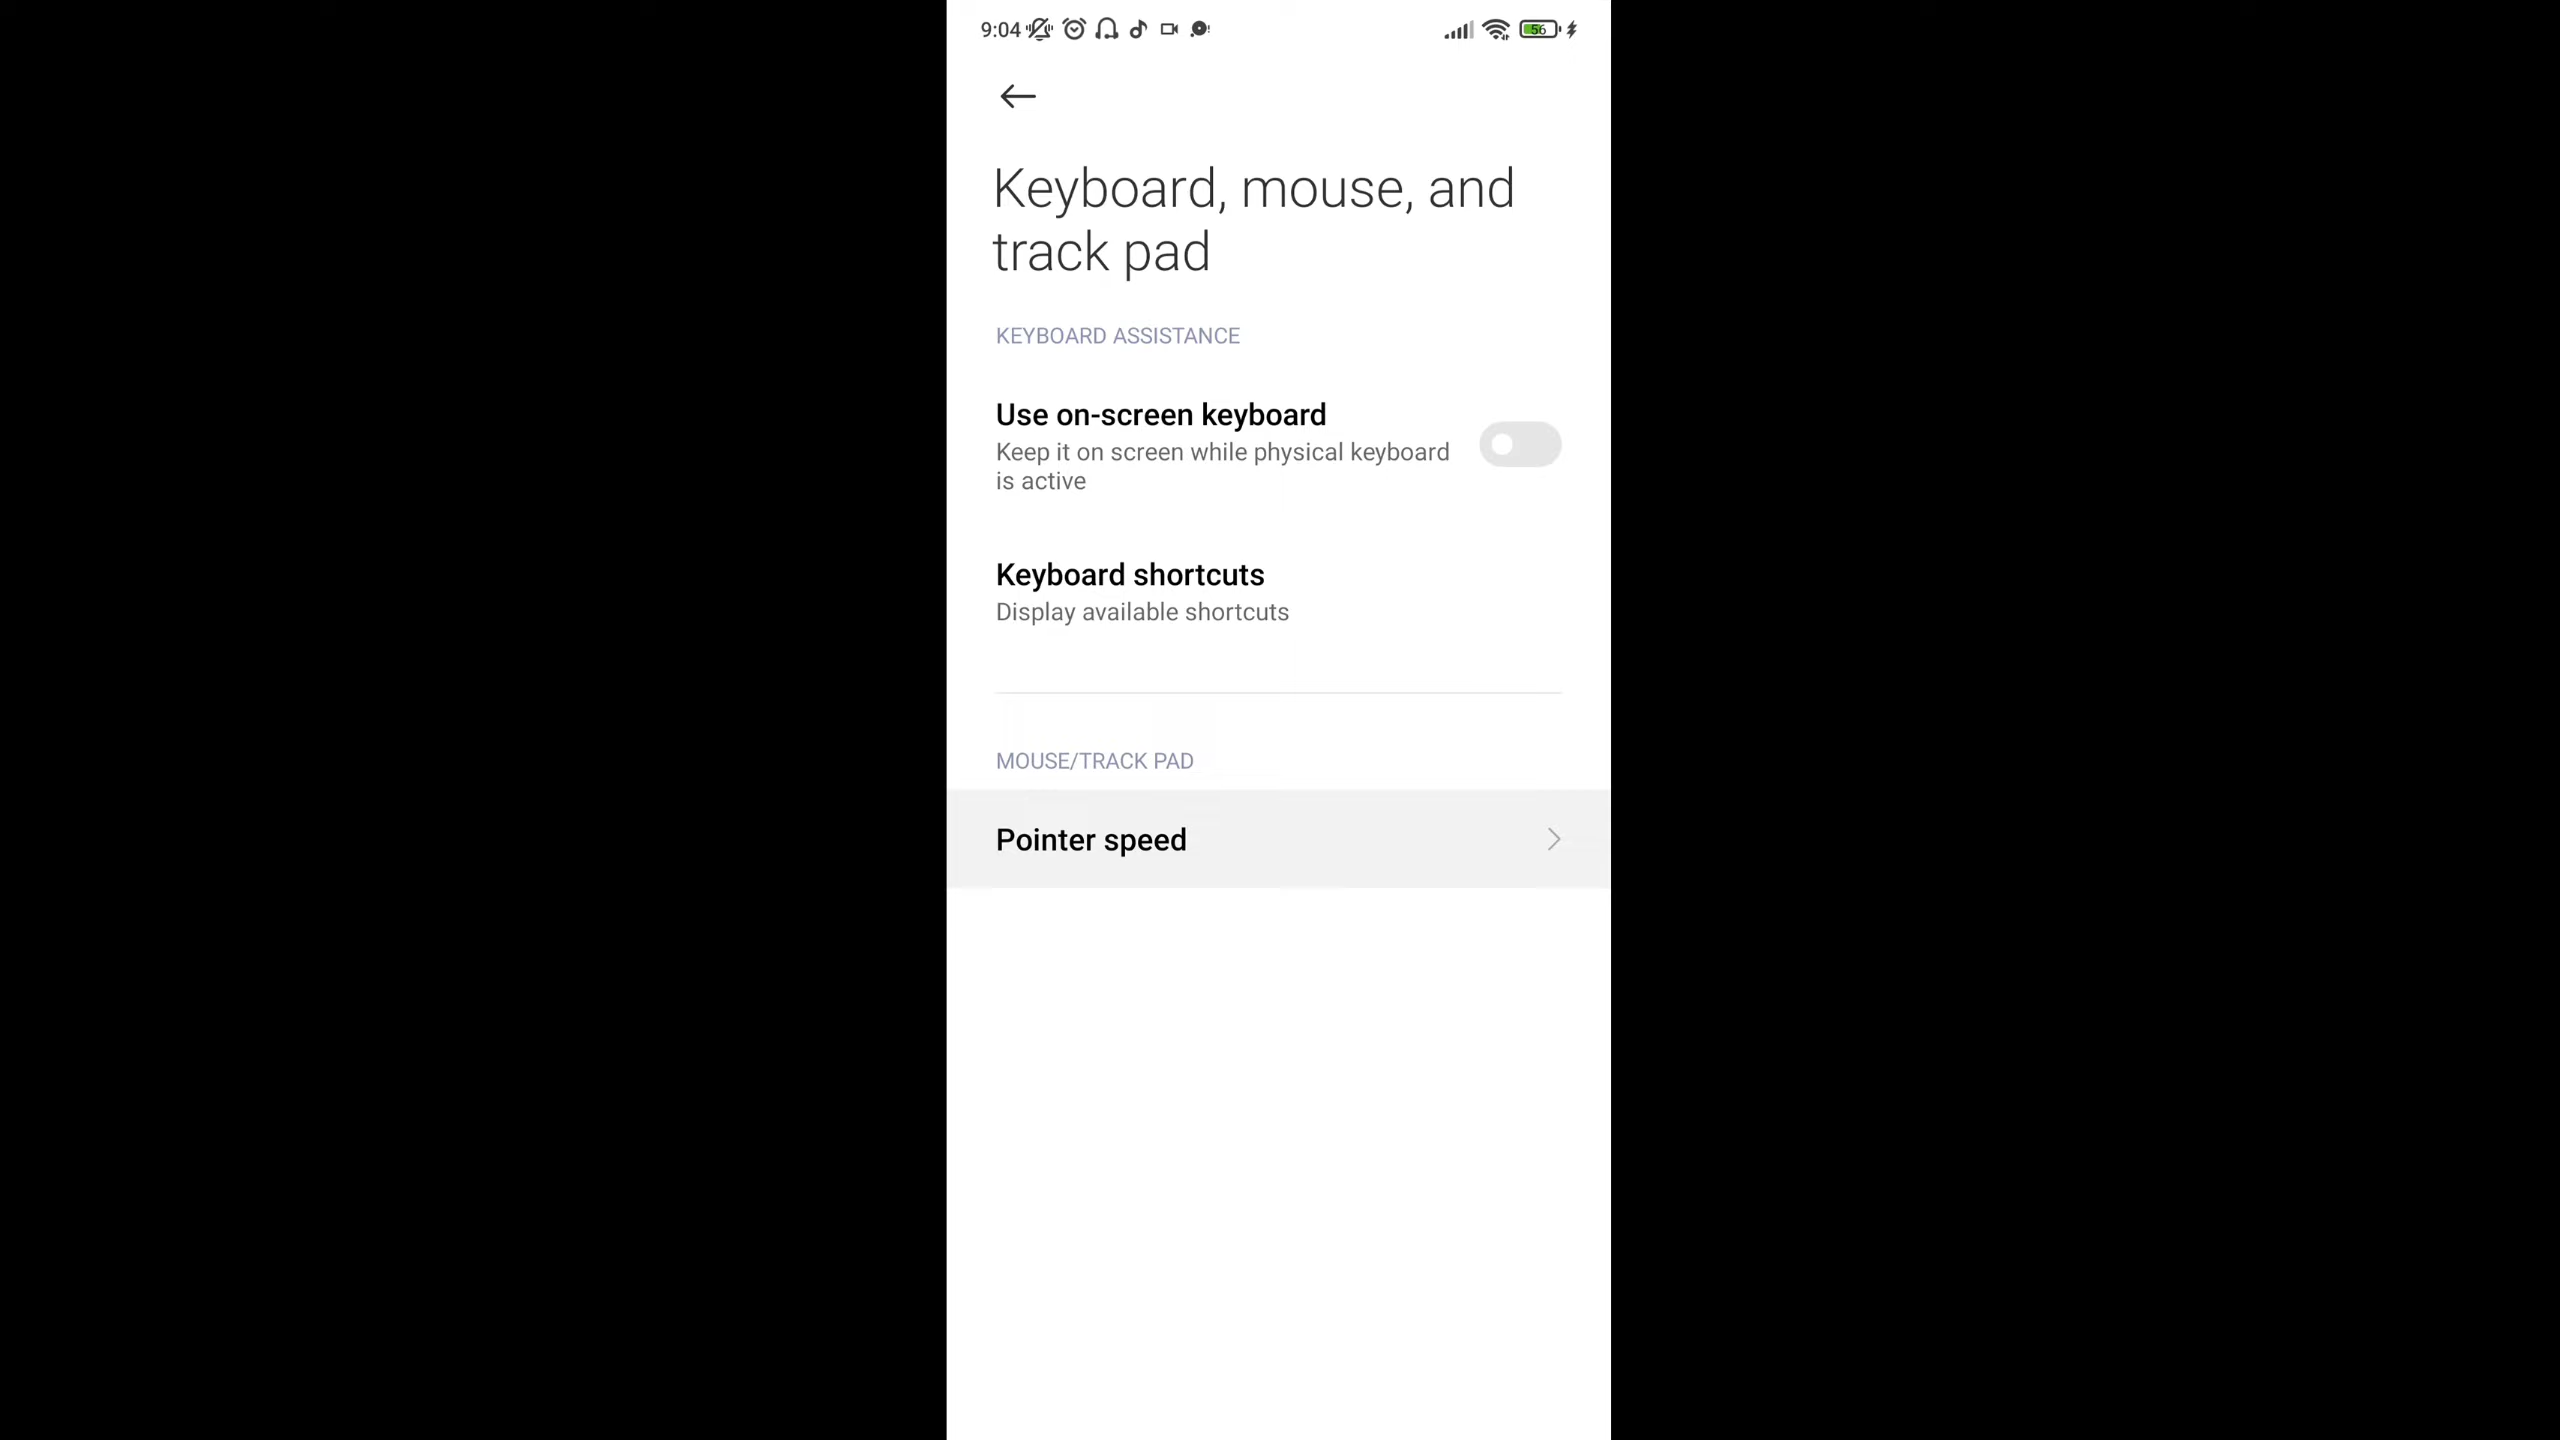 9:04
56
Keyboard, mouse, and
track pad
KEYBOARD ASSISTANCE
Use on-screen keyboard
Keep it on screen while physical keyboard
is active
Keyboard shortcuts
Display available shortcuts
MOUSE/TRACK PAD
Pointer speed